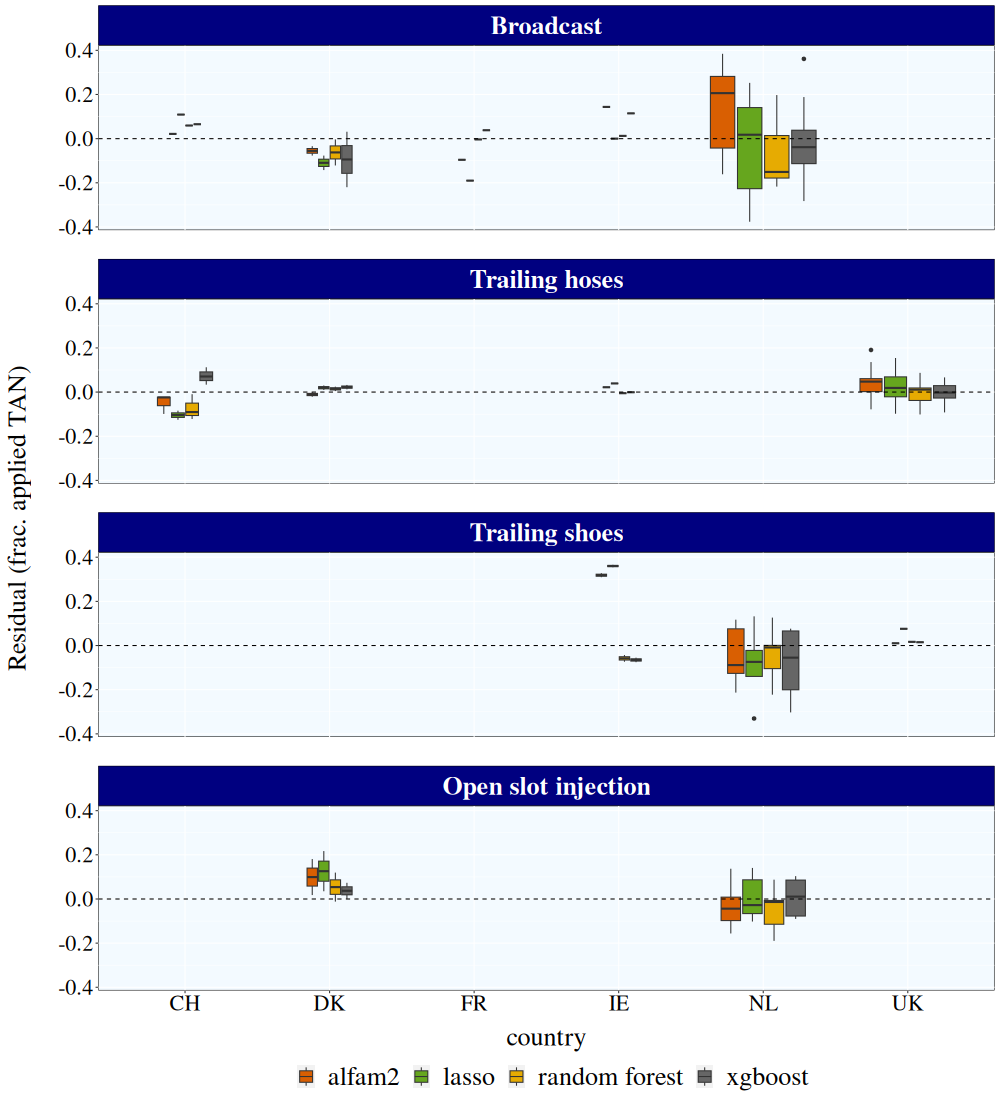 Broadcast
0.4
0.2
0.0
-0.2
-0.4
Trailing hoses
0.4
0.2
0.0
-0.2
-0.4
Trailing shoes
0.4
0.2
0.0
-0.2
-0.4
Open slot injection
0.4
0.2
0.0
-0.2
-0.4
Residual (frac. applied TAN)
CH DK FR IE NL UK
country
alfam2 lasso random forest xgboost